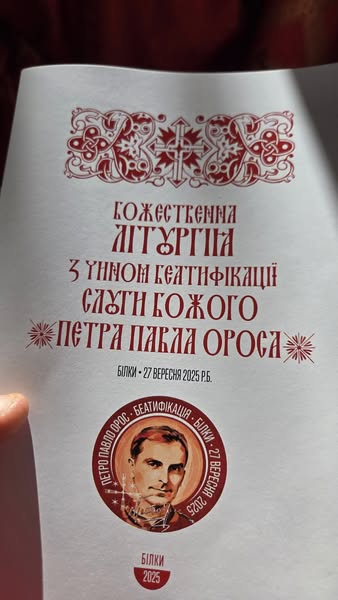 БОЖЕСТВЕННА
ЛІТУРГІЯ
З ЧИНОМ БЕАТИФІКАЦІЇ
СЛУГИ БОЖОГО
ПЕТРА ПАВЛА ОРОСА
БІЛКИ • 27 ВЕРЕСНЯ 2025 Р.Б.
ПЕТРО ПАВЛО ОРОС • БЕАТИФІКАЦІЯ • БІЛКИ • 27 ВЕРЕСНЯ 2025
БІЛКИ
2025